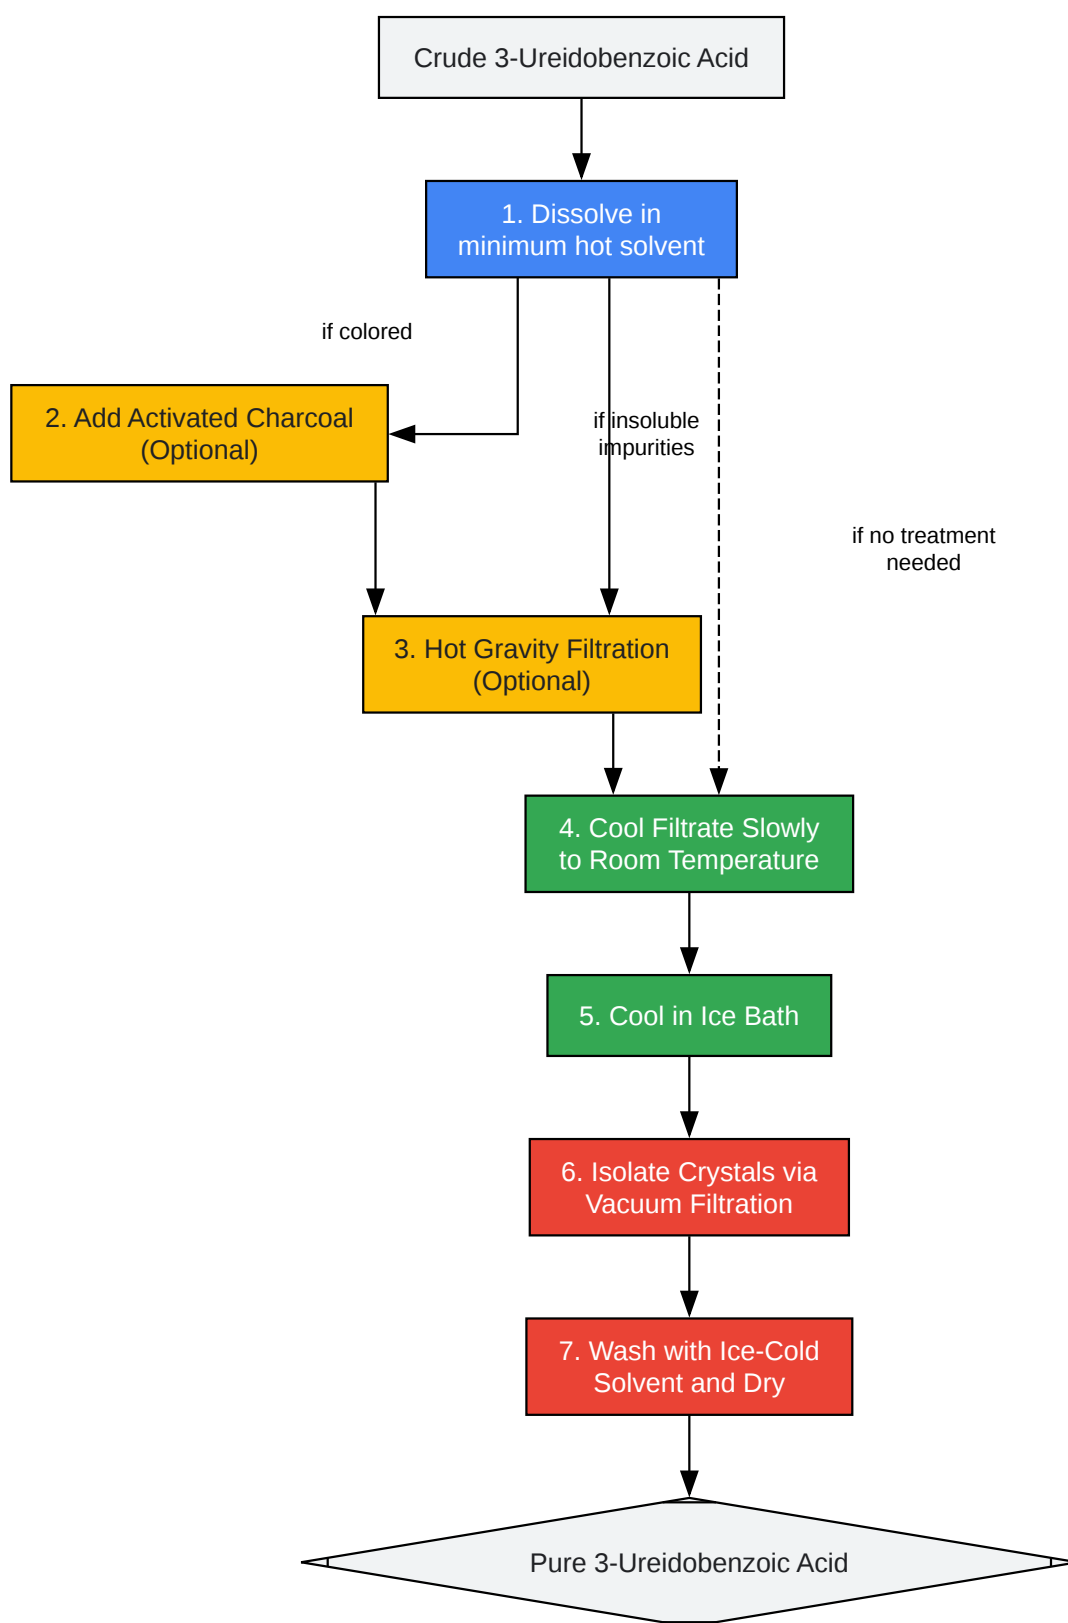 Crude 3-Ureidobenzoic Acid
1. Dissolve in
minimum hot solvent
if colored
2. Add Activated Charcoal
(Optional)
if insoluble
impurities
if no treatment
needed
3. Hot Gravity Filtration
(Optional)
4. Cool Filtrate Slowly
to Room Temperature
5. Cool in Ice Bath
6. Isolate Crystals via
Vacuum Filtration
7. Wash with Ice-Cold
Solvent and Dry
Pure 3-Ureidobenzoic Acid